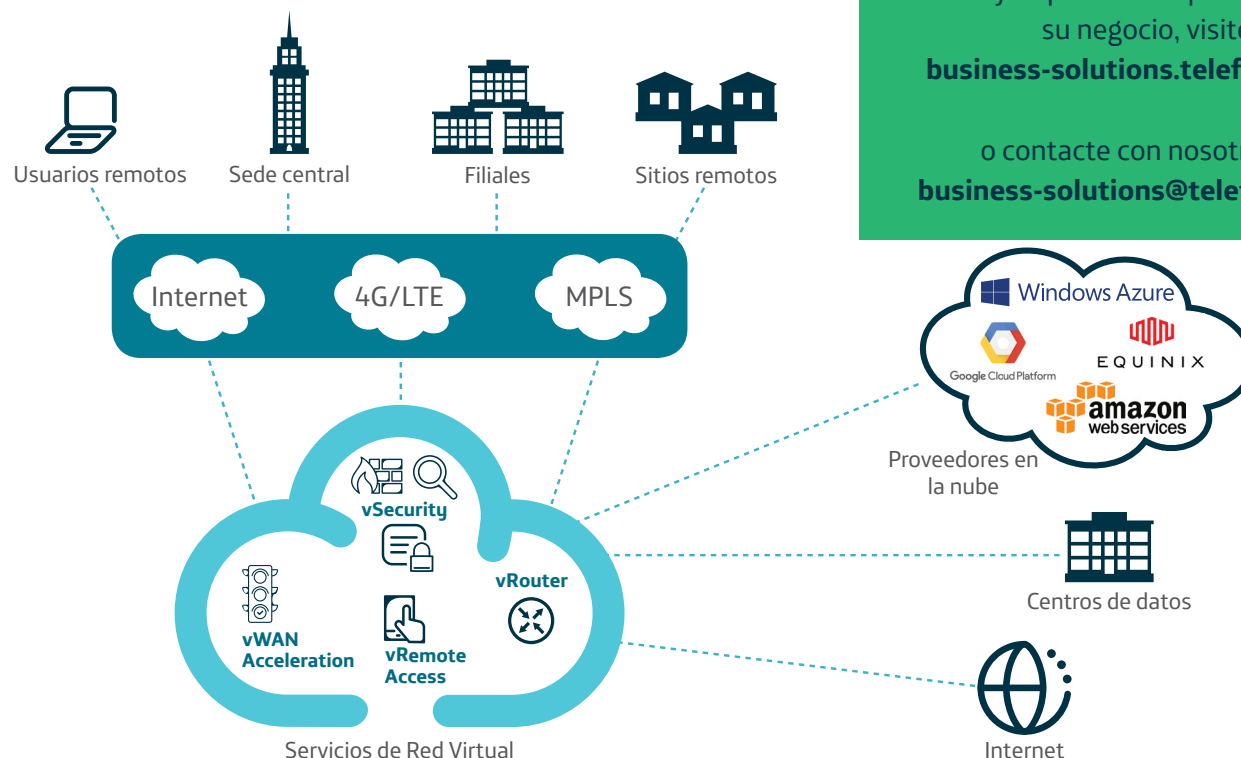 su negocio, visite
business-solutions.telef
o contacte con nosotr
business-solutions@telef
Usuarios remotos
Sede central
Filiales
Sitios remotos
Internet
4G/LTE
MPLS
Windows Azure
Google Cloud Platform
EQUINIX
amazon
webservices
Proveedores en
la nube
vSecurity
vRouter
vWAN
Acceleration
vRemote
Access
Centros de datos
Servicios de Red Virtual
Internet